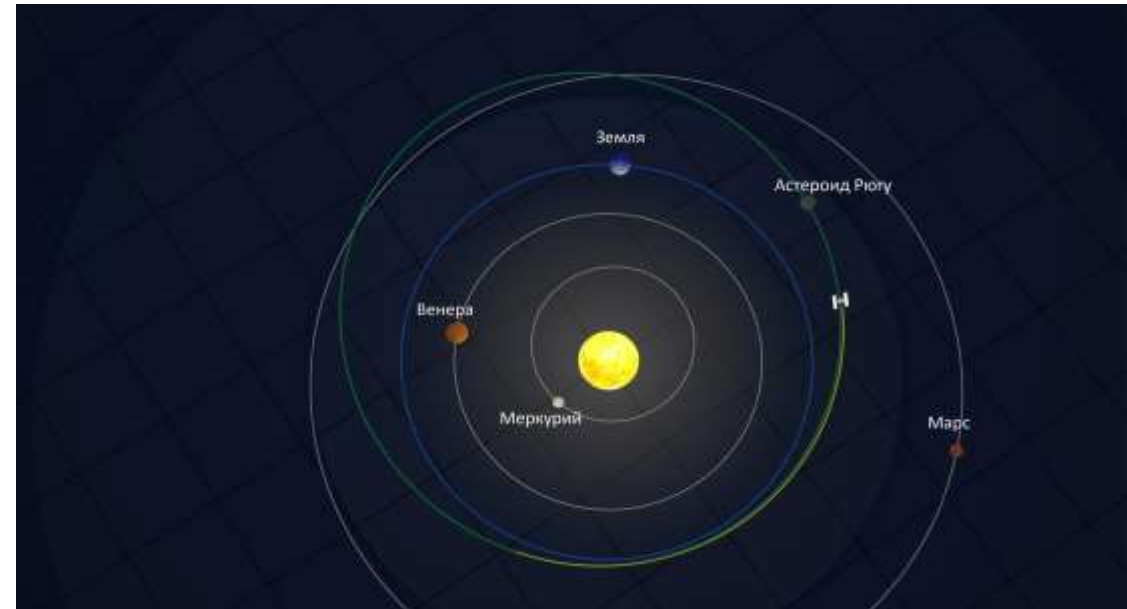 Земля
Астероид Рюгу
Венера
Меркурий
Марс